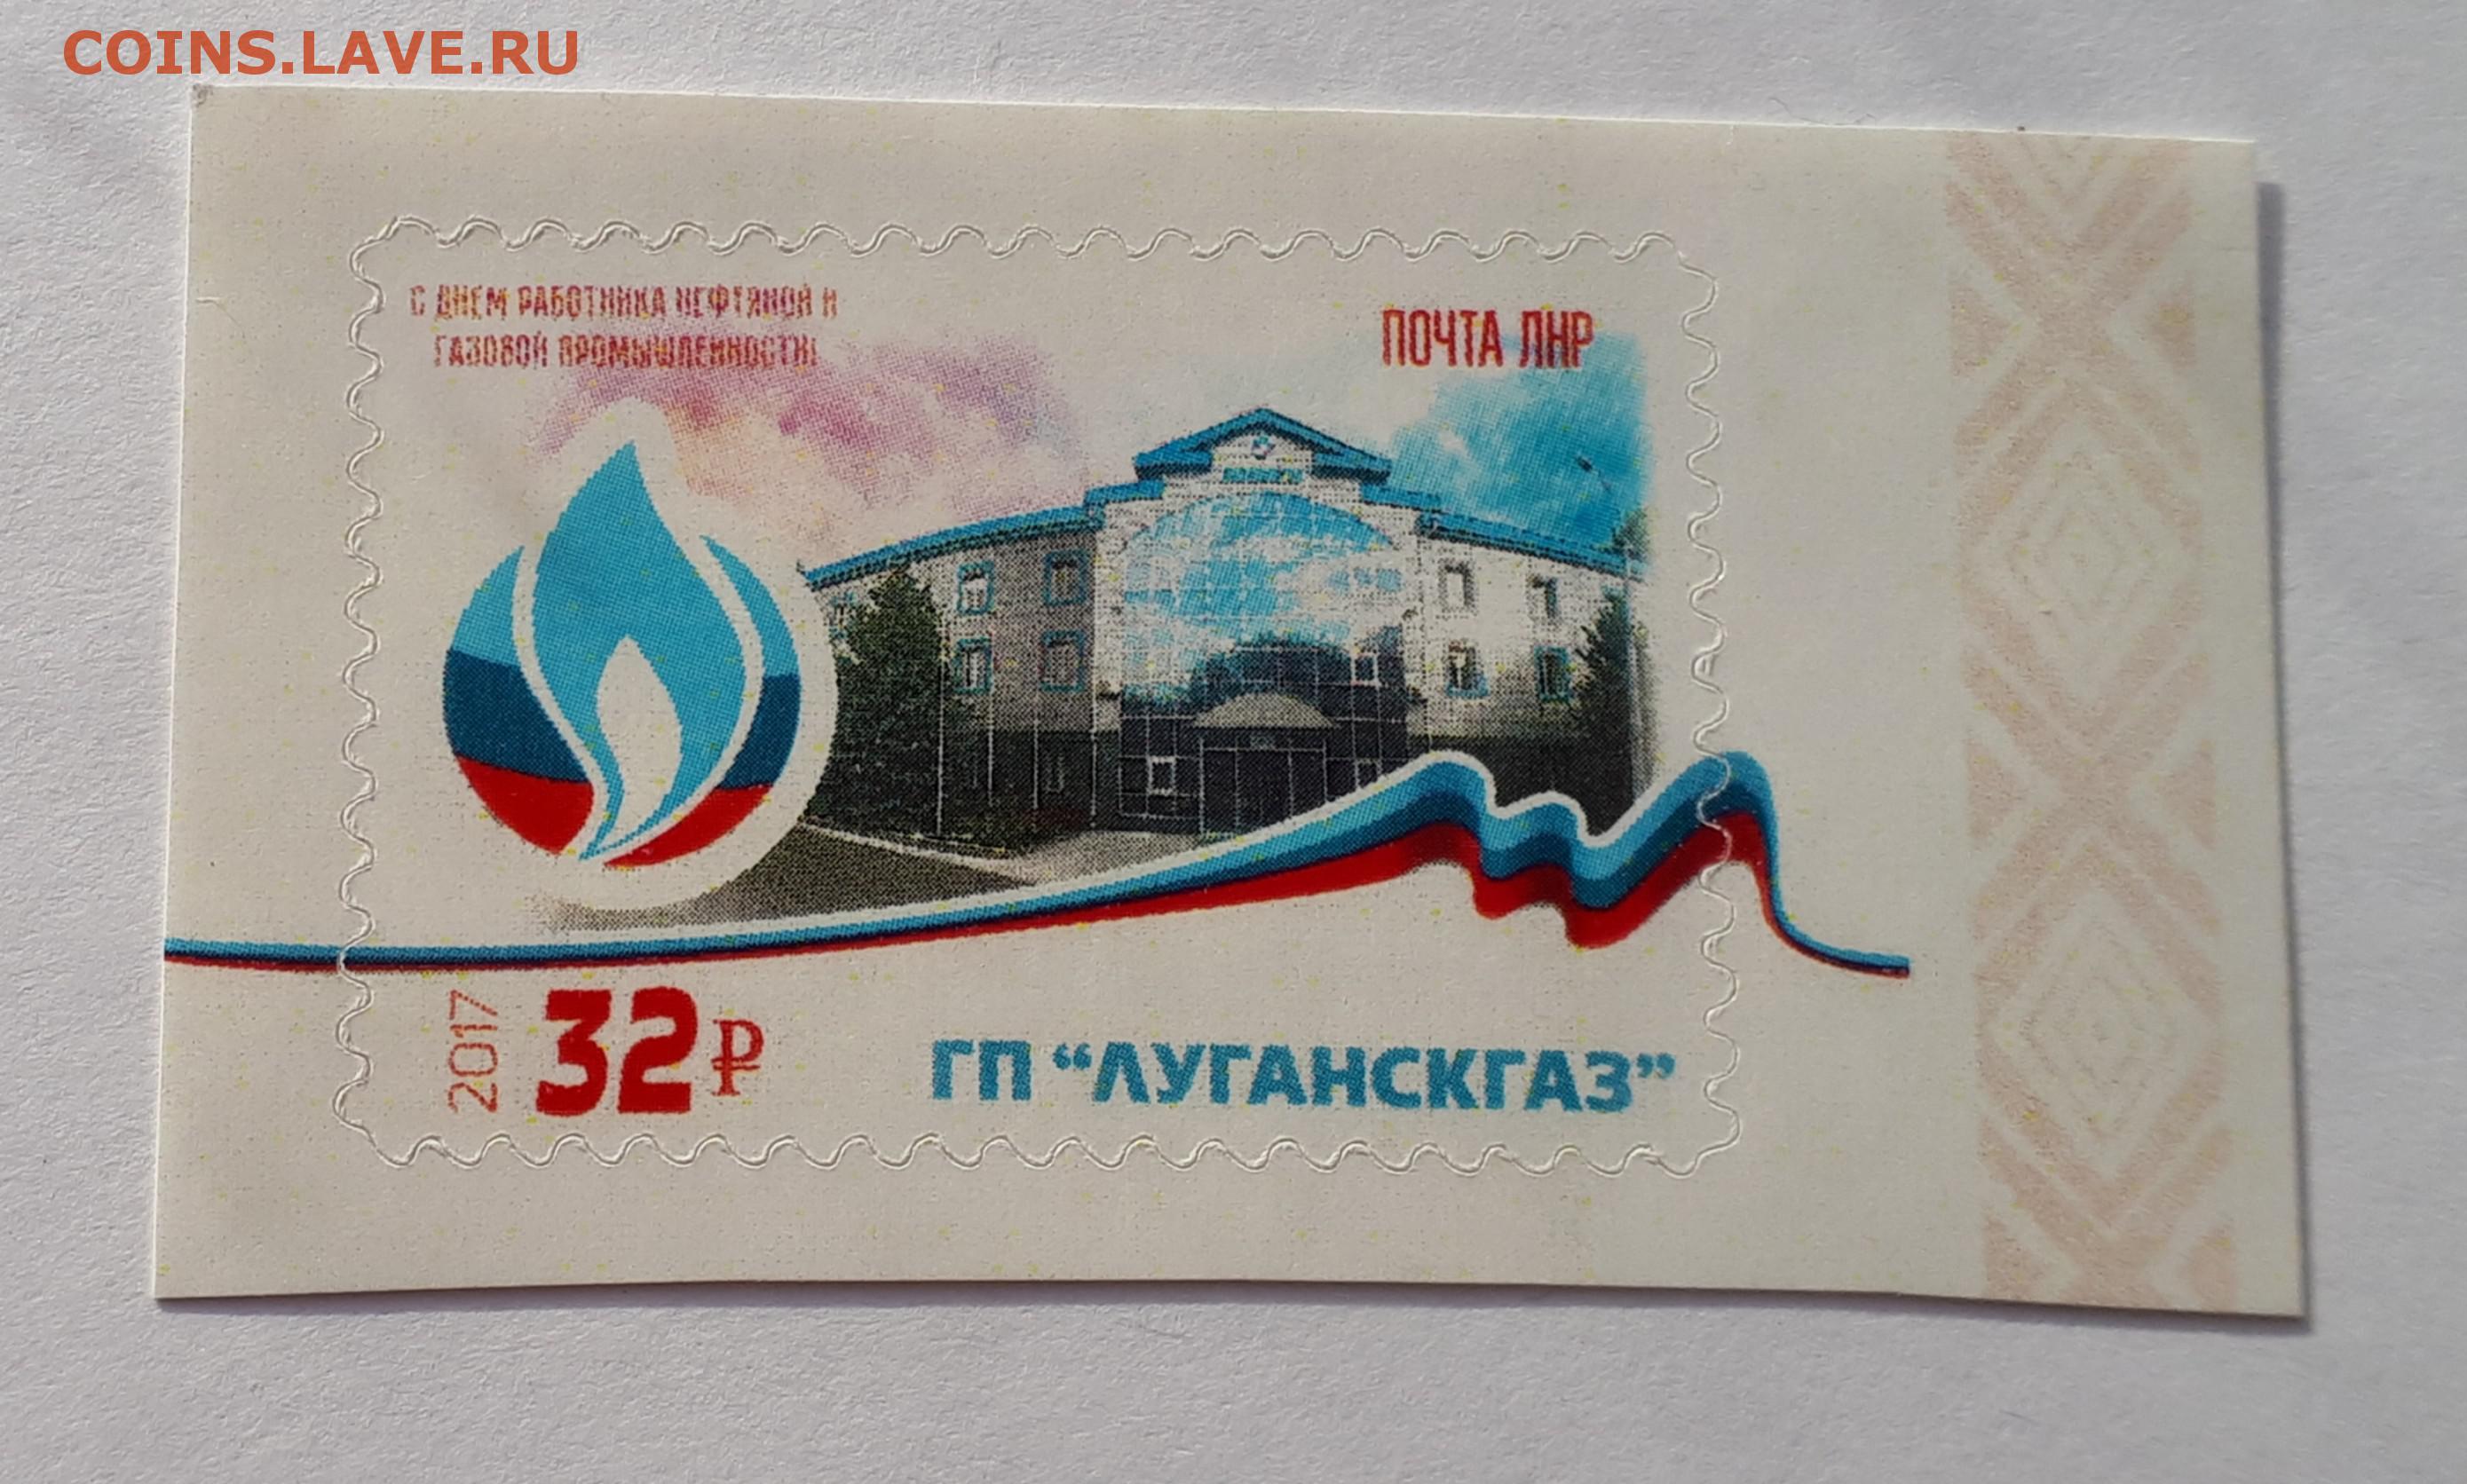 COINS.LAVE.RU
С ДНЕМ РАБОТНИКА НЕФТЯНОЙ И
ГАЗОВОЙ ПРОМЫШЛЕННОСТИ!
ПОЧТА ЛНР
2017
32₽
ГП “ЛУГАНСКГАЗ”